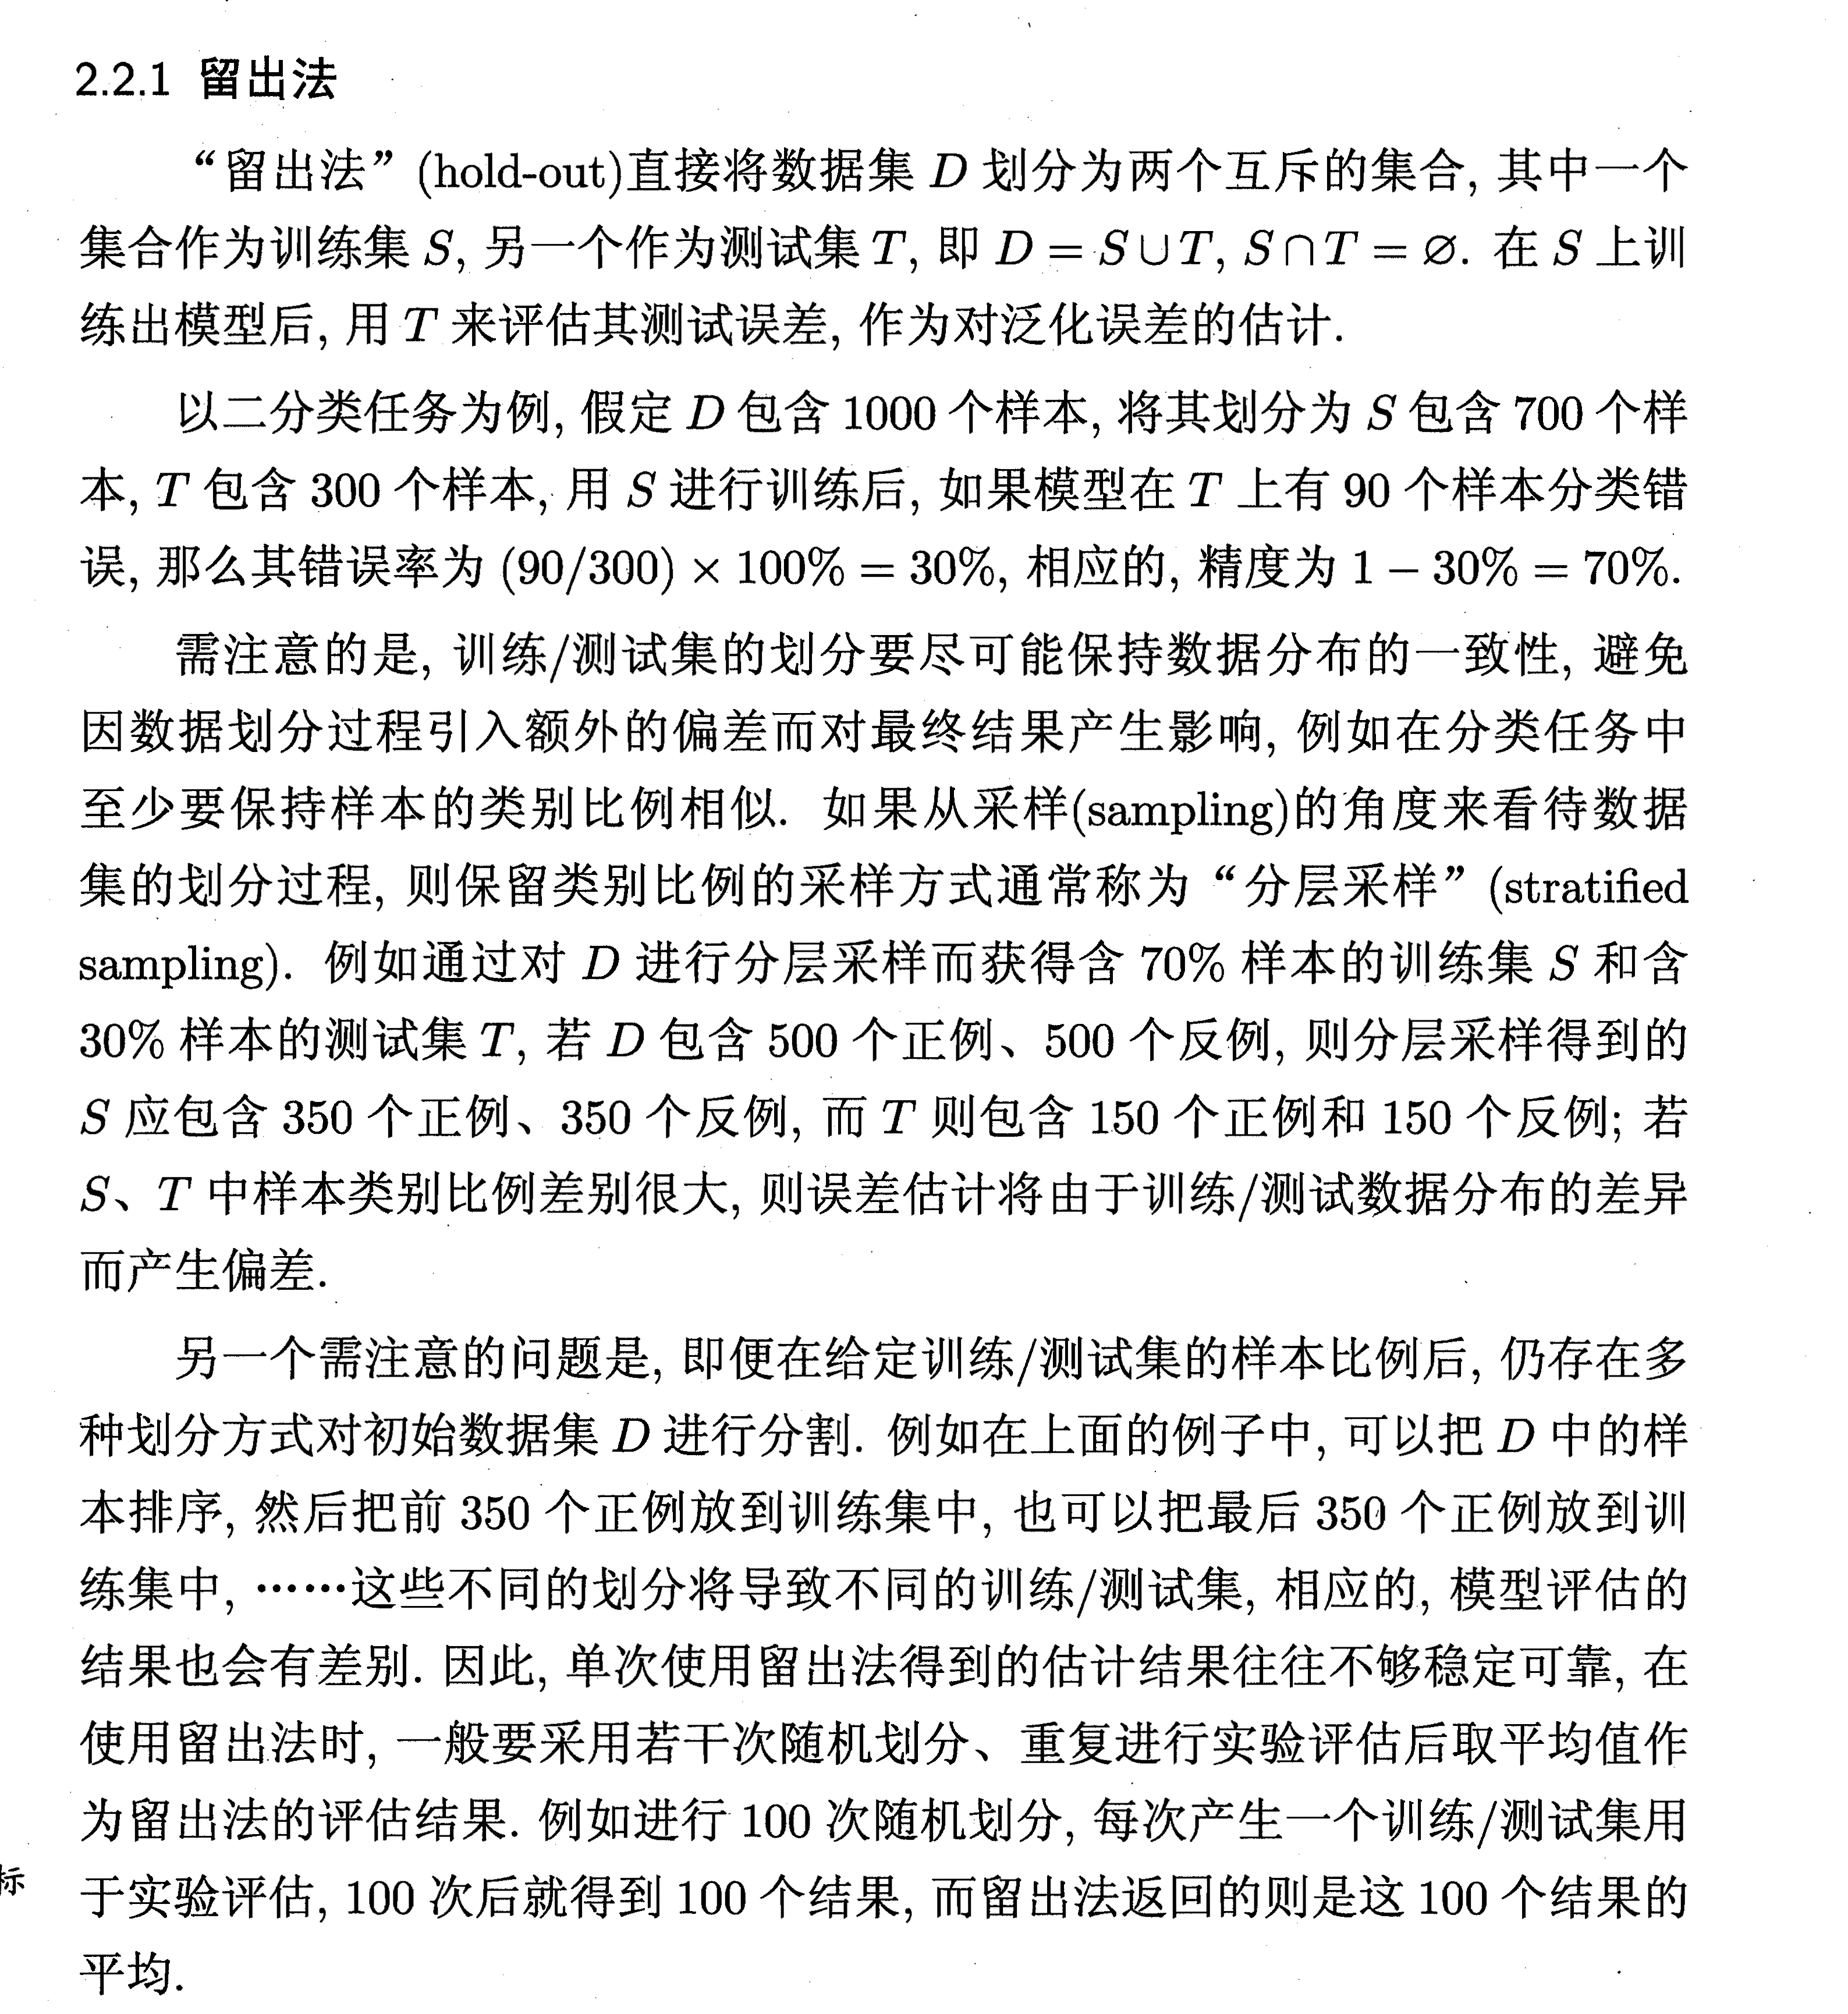 2.2.1 留出法
“留出法” (hold-out)直接将数据集 D 划分为两个互斥的集合, 其中一个
集合作为训练集 S, 另一个作为测试集 T, 即 D = S ∪ T, S ∩ T = ∅. 在 S 上训
练出模型后, 用 T 来评估其测试误差, 作为对泛化误差的估计.
以二分类任务为例, 假定 D 包含 1000 个样本, 将其划分为 S 包含 700 个样
本, T 包含 300 个样本, 用 S 进行训练后, 如果模型在 T 上有 90 个样本分类错
误, 那么其错误率为 (90/300) × 100% = 30%, 相应的, 精度为 1 − 30% = 70%.
需注意的是, 训练/测试集的划分要尽可能保持数据分布的一致性, 避免
因数据划分过程引入额外的偏差而对最终结果产生影响, 例如在分类任务中
至少要保持样本的类别比例相似. 如果从采样(sampling)的角度来看待数据
集的划分过程, 则保留类别比例的采样方式通常称为 “分层采样” (stratified
sampling). 例如通过对 D 进行分层采样而获得含 70% 样本的训练集 S 和含
30% 样本的测试集 T, 若 D 包含 500 个正例、500 个反例, 则分层采样得到的
S 应包含 350 个正例、350 个反例, 而 T 则包含 150 个正例和 150 个反例; 若
S、T 中样本类别比例差别很大, 则误差估计将由于训练/测试数据分布的差异
而产生偏差.
另一个需注意的问题是, 即便在给定训练/测试集的样本比例后, 仍存在多
种划分方式对初始数据集 D 进行分割. 例如在上面的例子中, 可以把 D 中的样
本排序, 然后把前 350 个正例放到训练集中, 也可以把最后 350 个正例放到训
练集中, ……这些不同的划分将导致不同的训练/测试集, 相应的, 模型评估的
结果也会有差别. 因此, 单次使用留出法得到的估计结果往往不够稳定可靠, 在
使用留出法时, 一般要采用若干次随机划分、重复进行实验评估后取平均值作
为留出法的评估结果. 例如进行 100 次随机划分, 每次产生一个训练/测试集用
标
于实验评估, 100 次后就得到 100 个结果, 而留出法返回的则是这 100 个结果的
平均.